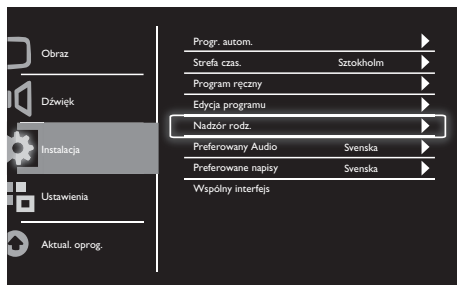 Obraz
Dźwięk
Instalacja
Ustawienia
Aktual. oprog.
Progr. autom.
Strefa czas. Sztokholm
Program ręczny
Edycja programu
Nadzór rodz.
Preferowany Audio Svenska
Preferowane napisy Svenska
Wspólny interfejs